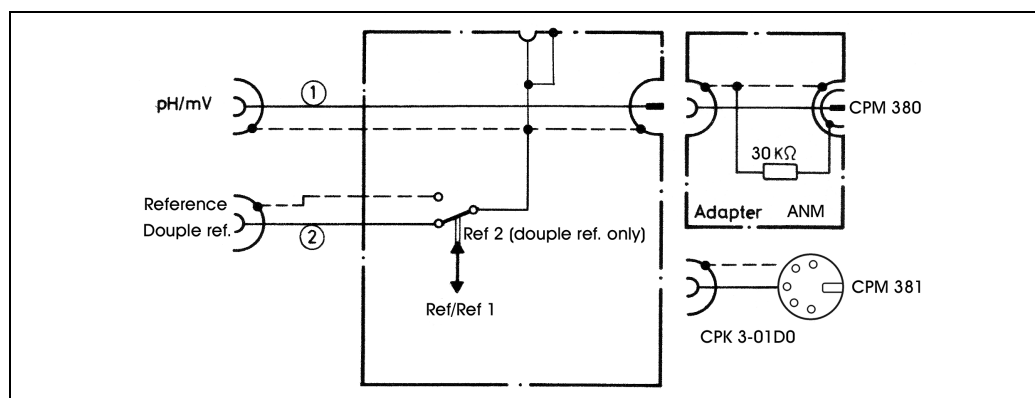 pH/mV
1
Reference
Douple ref.
2
Ref 2 (douple ref. only)
Ref/Ref 1
CPM 380
30 KΩ
Adapter ANM
CPM 381
CPK 3-01D0